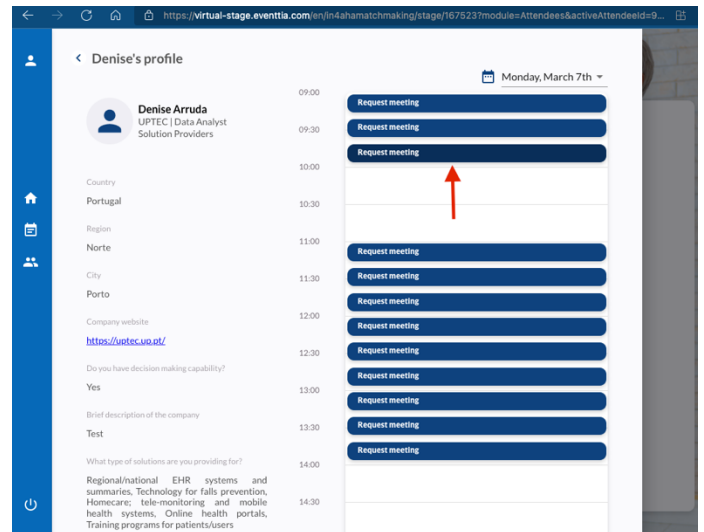 https://virtual-stage.eventtia.com/en/in4ahamatchmaking/stage/167523?module=Attendees&activeAttendeeid=9...
Denise's profile
Monday, March 7th
Denise Arruda
UPTEC | Data Analyst
Solution Providers
Country
Portugal
Region
Norte
City
Porto
Company website
https://uptec.up.pt/
Do you have decision making capability?
Yes
Brief description of the company
Test
What type of solutions are you providing for?
Regional/national EHR systems and
summaries, Technology for falls prevention,
Homecare; tele-monitoring and mobile
health systems, Online health portals,
Training programs for patients/users
09:00
Request meeting
09:30
Request meeting
Request meeting
10:00
10:30
11:00
Request meeting
11:30
Request meeting
Request meeting
12:00
Request meeting
12:30
Request meeting
Request meeting
13:00
Request meeting
13:30
Request meeting
Request meeting
14:00
14:30